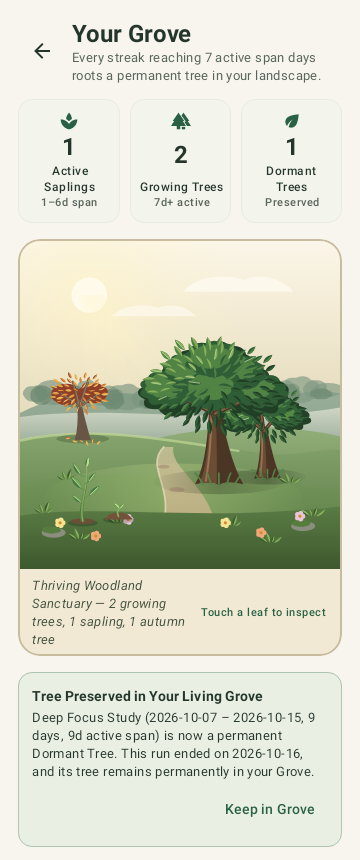 Your Grove
Every streak reaching 7 active span days
roots a permanent tree in your landscape.
1
Active
Saplings
1–6d span
2
Growing Trees
7d+ active
1
Dormant
Trees
Preserved
Thriving Woodland
Sanctuary — 2 growing
trees, 1 sapling, 1 autumn
tree
Touch a leaf to inspect
Tree Preserved in Your Living Grove
Deep Focus Study (2026-10-07 – 2026-10-15, 9
days, 9d active span) is now a permanent
Dormant Tree. This run ended on 2026-10-16,
and its tree remains permanently in your Grove.
Keep in Grove